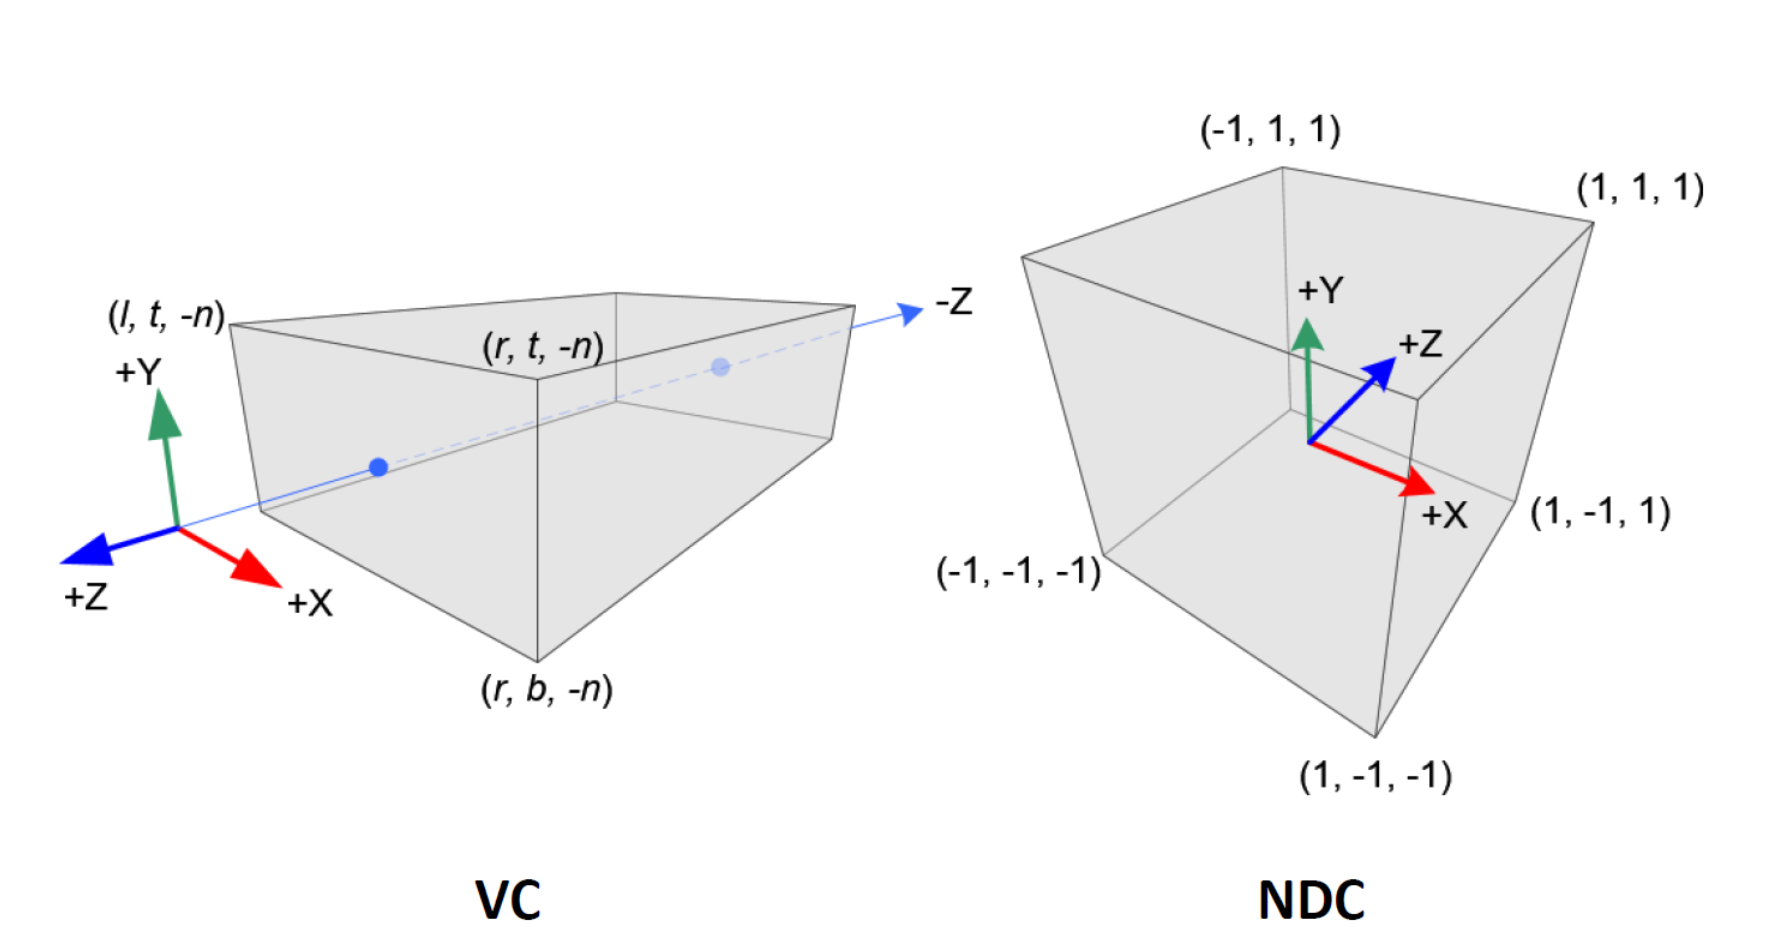 (l, t, -n)
+Y
(r, t, -n)
-Z
+Z
+X
(r, b, -n)
VC
(-1, 1, 1)
(1, 1, 1)
+Y
+Z
+X
(1, -1, 1)
(-1, -1, -1)
(1, -1, -1)
NDC